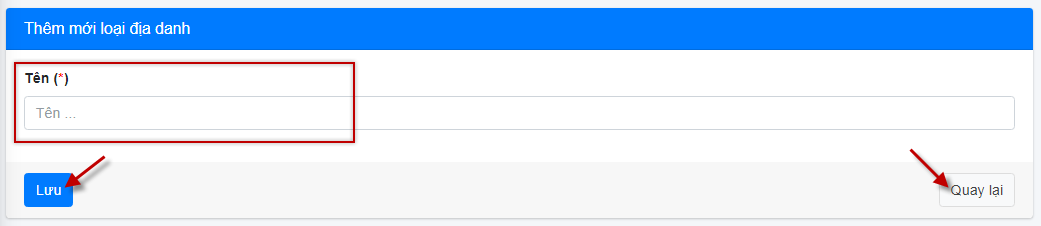 Thêm mới loại địa danh
Tên (*)
Tên ...
Lưu
Quay lại